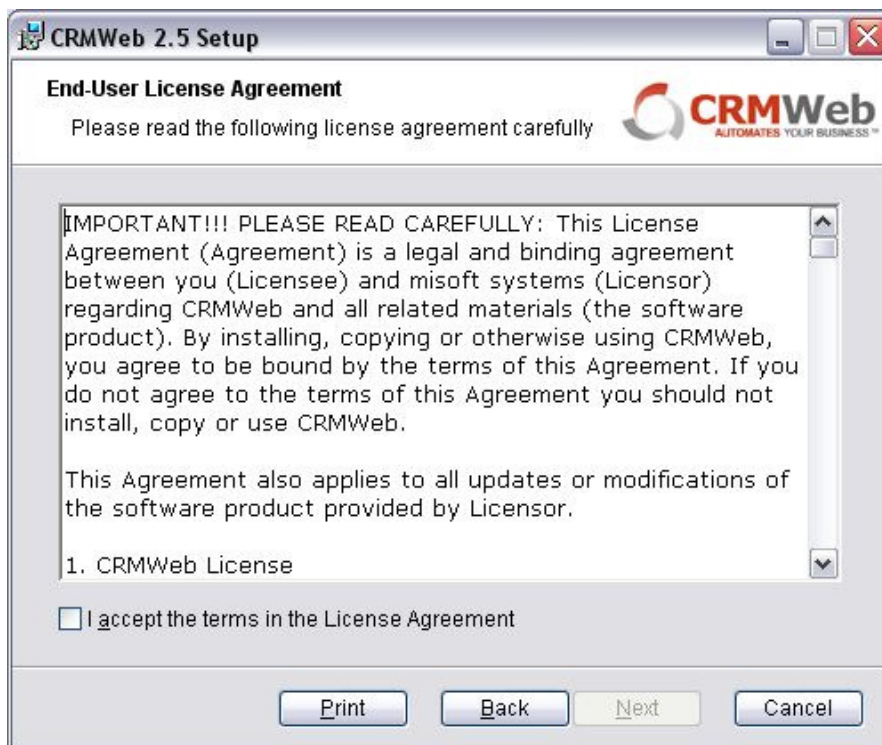 CRMWeb 2.5 Setup
End-User License Agreement
Please read the following license agreement carefully
CRMWeb
AUTOMATES YOUR BUSINESS ™
IMPORTANT!!! PLEASE READ CAREFULLY: This License
Agreement (Agreement) is a legal and binding agreement
between you (Licensee) and misoft systems (Licensor)
regarding CRMWeb and all related materials (the software
product). By installing, copying or otherwise using CRMWeb,
you agree to be bound by the terms of this Agreement. If you
do not agree to the terms of this Agreement you should not
install, copy or use CRMWeb.
This Agreement also applies to all updates or modifications of
the software product provided by Licensor.
1. CRMWeb License
I accept the terms in the License Agreement
Print Back Next Cancel